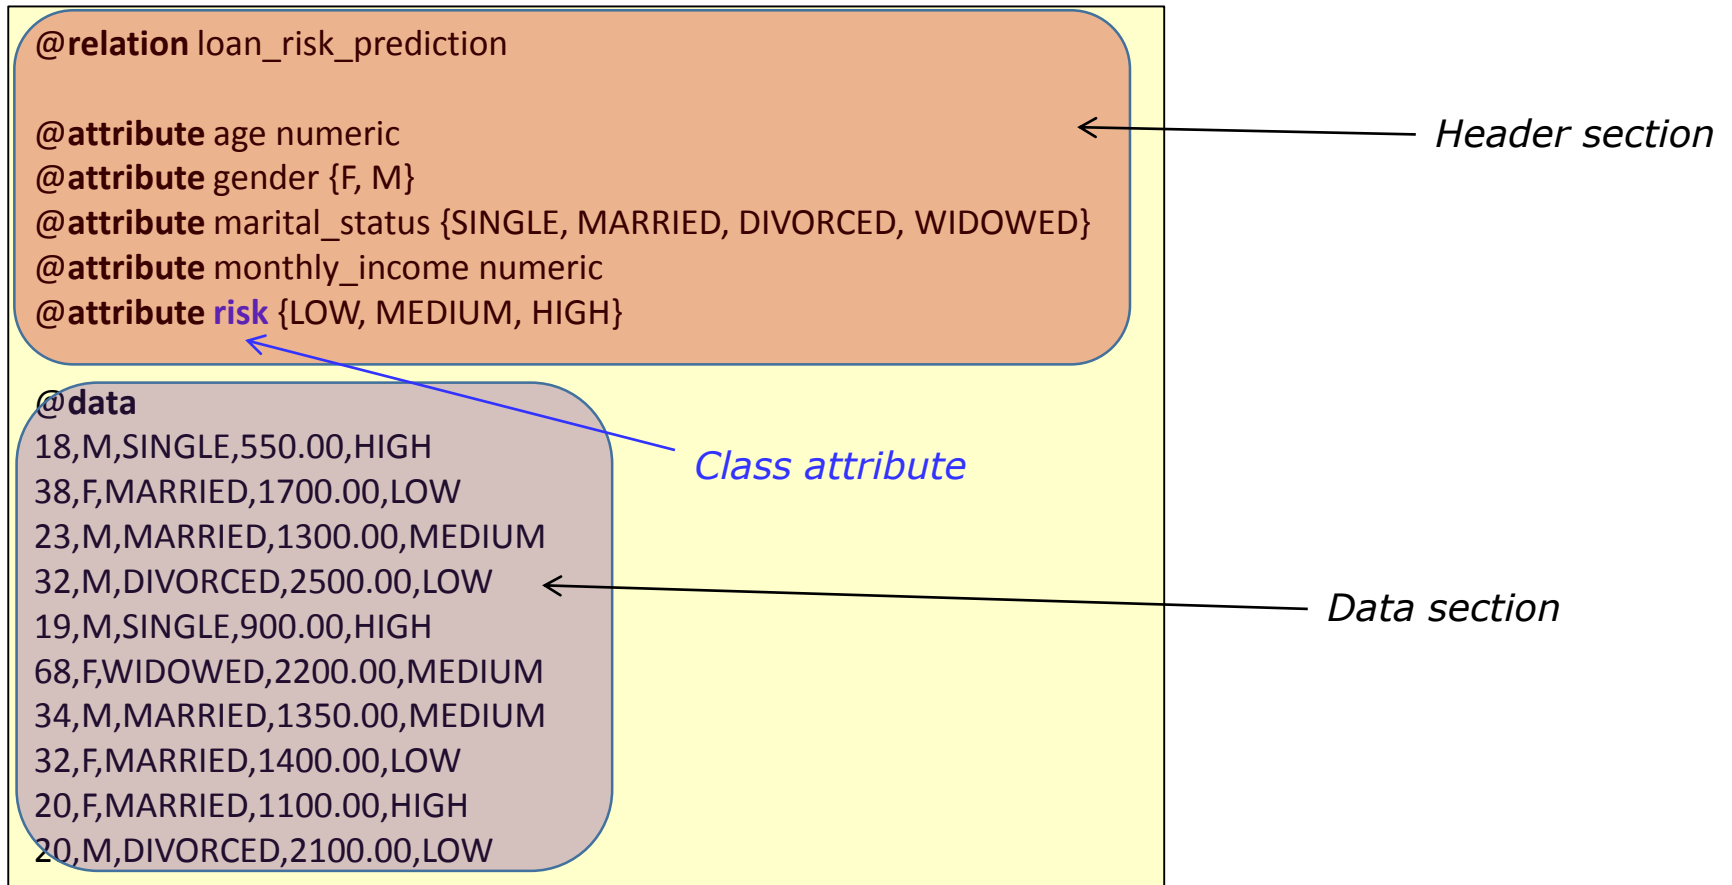 @relation loan_risk_prediction
@attribute age numeric
@attribute gender {F, M}
@attribute marital_status {SINGLE, MARRIED, DIVORCED, WIDOWED}
@attribute monthly_income numeric
@attribute risk {LOW, MEDIUM, HIGH}
Header section
@data
18,M,SINGLE,550.00,HIGH
38,F,MARRIED,1700.00,LOW
23,M,MARRIED,1300.00,MEDIUM
32,M,DIVORCED,2500.00,LOW
19,M,SINGLE,900.00,HIGH
68,F,WIDOWED,2200.00,MEDIUM
34,M,MARRIED,1350.00,MEDIUM
32,F,MARRIED,1400.00,LOW
20,F,MARRIED,1100.00,HIGH
20,M,DIVORCED,2100.00,LOW
Class attribute
Data section